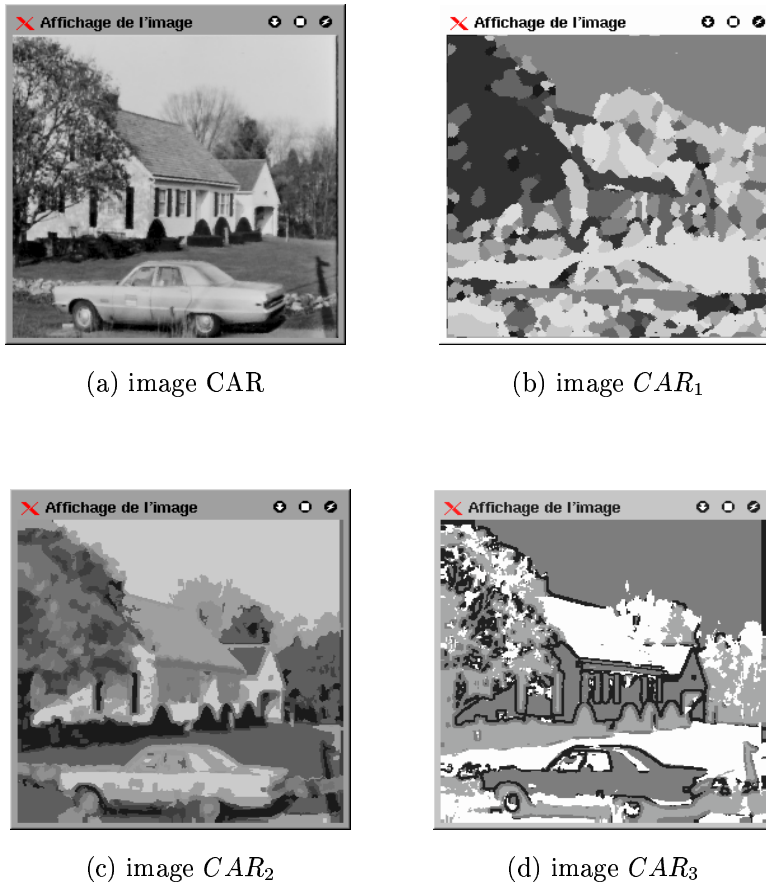 Affichage de l'image
Affichage de l'image
(a) image CAR
(b) image CAR₁
Affichage de l'image
Affichage de l'image
(c) image CAR₂
(d) image CAR₃